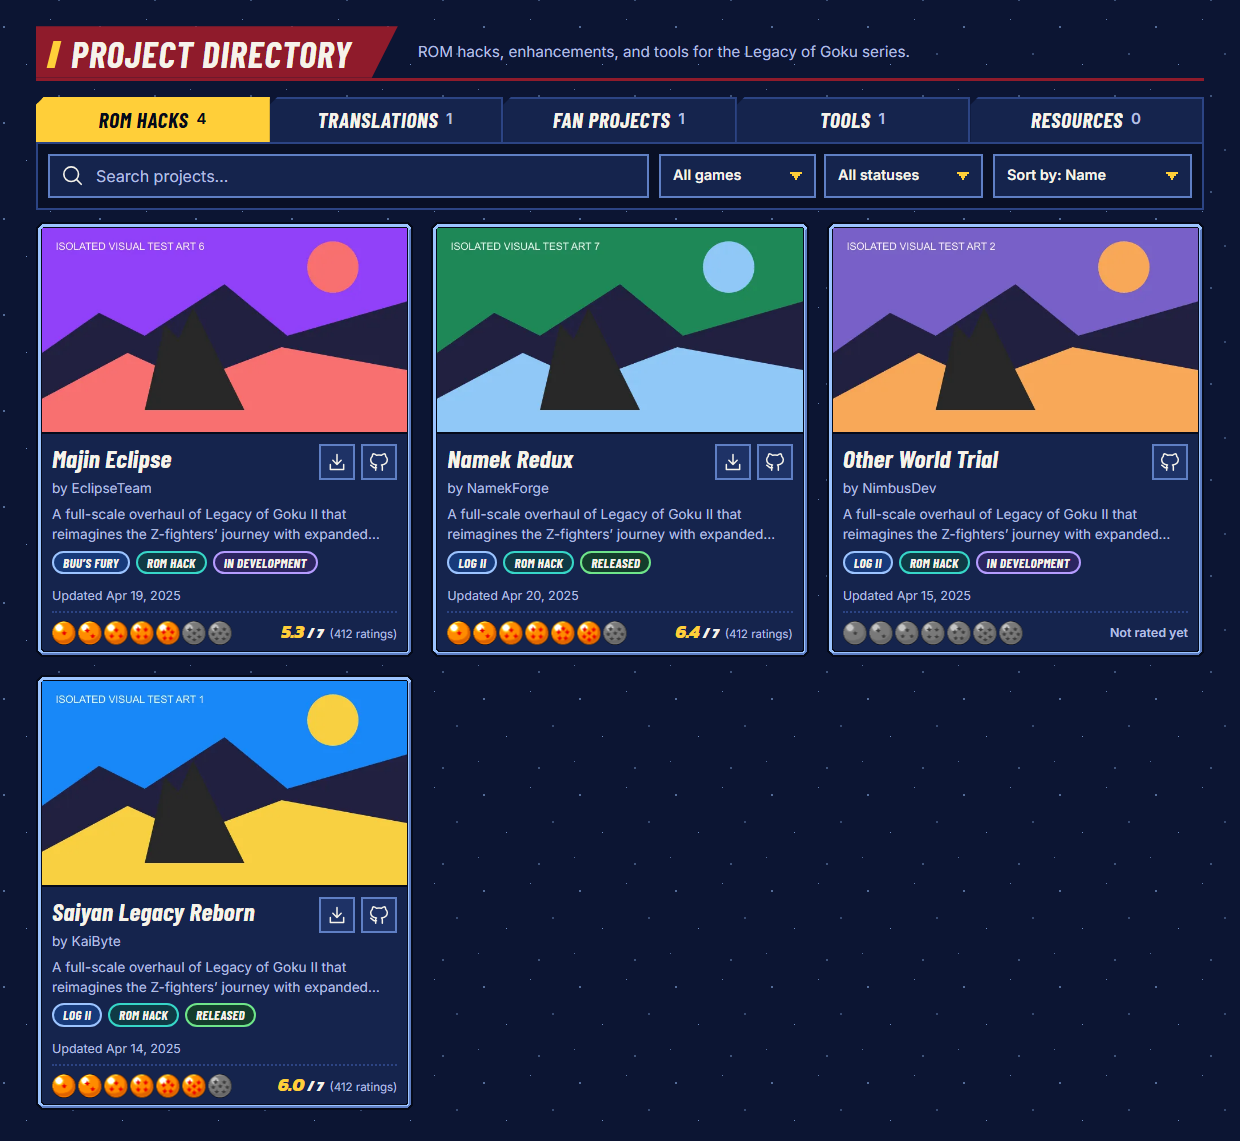 PROJECT DIRECTORY
ROM hacks, enhancements, and tools for the Legacy of Goku series.
ROM HACKS 4
TRANSLATIONS 1
FAN PROJECTS 1
TOOLS 1
RESOURCES 0
Search projects...
All games
All statuses
Sort by: Name
ISOLATED VISUAL TEST ART 6
Majin Eclipse
by EclipseTeam
A full-scale overhaul of Legacy of Goku II that
reimagines the Z-fighters’ journey with expanded...
BUU'S FURY
ROM HACK
IN DEVELOPMENT
Updated Apr 19, 2025
5.3 / 7 (412 ratings)
ISOLATED VISUAL TEST ART 7
Namek Redux
by NamekForge
A full-scale overhaul of Legacy of Goku II that
reimagines the Z-fighters’ journey with expanded...
LOG II
ROM HACK
RELEASED
Updated Apr 20, 2025
6.4 / 7 (412 ratings)
ISOLATED VISUAL TEST ART 2
Other World Trial
by NimbusDev
A full-scale overhaul of Legacy of Goku II that
reimagines the Z-fighters’ journey with expanded...
LOG II
ROM HACK
IN DEVELOPMENT
Updated Apr 15, 2025
Not rated yet
ISOLATED VISUAL TEST ART 1
Saiyan Legacy Reborn
by KaiByte
A full-scale overhaul of Legacy of Goku II that
reimagines the Z-fighters’ journey with expanded...
LOG II
ROM HACK
RELEASED
Updated Apr 14, 2025
6.0 / 7 (412 ratings)